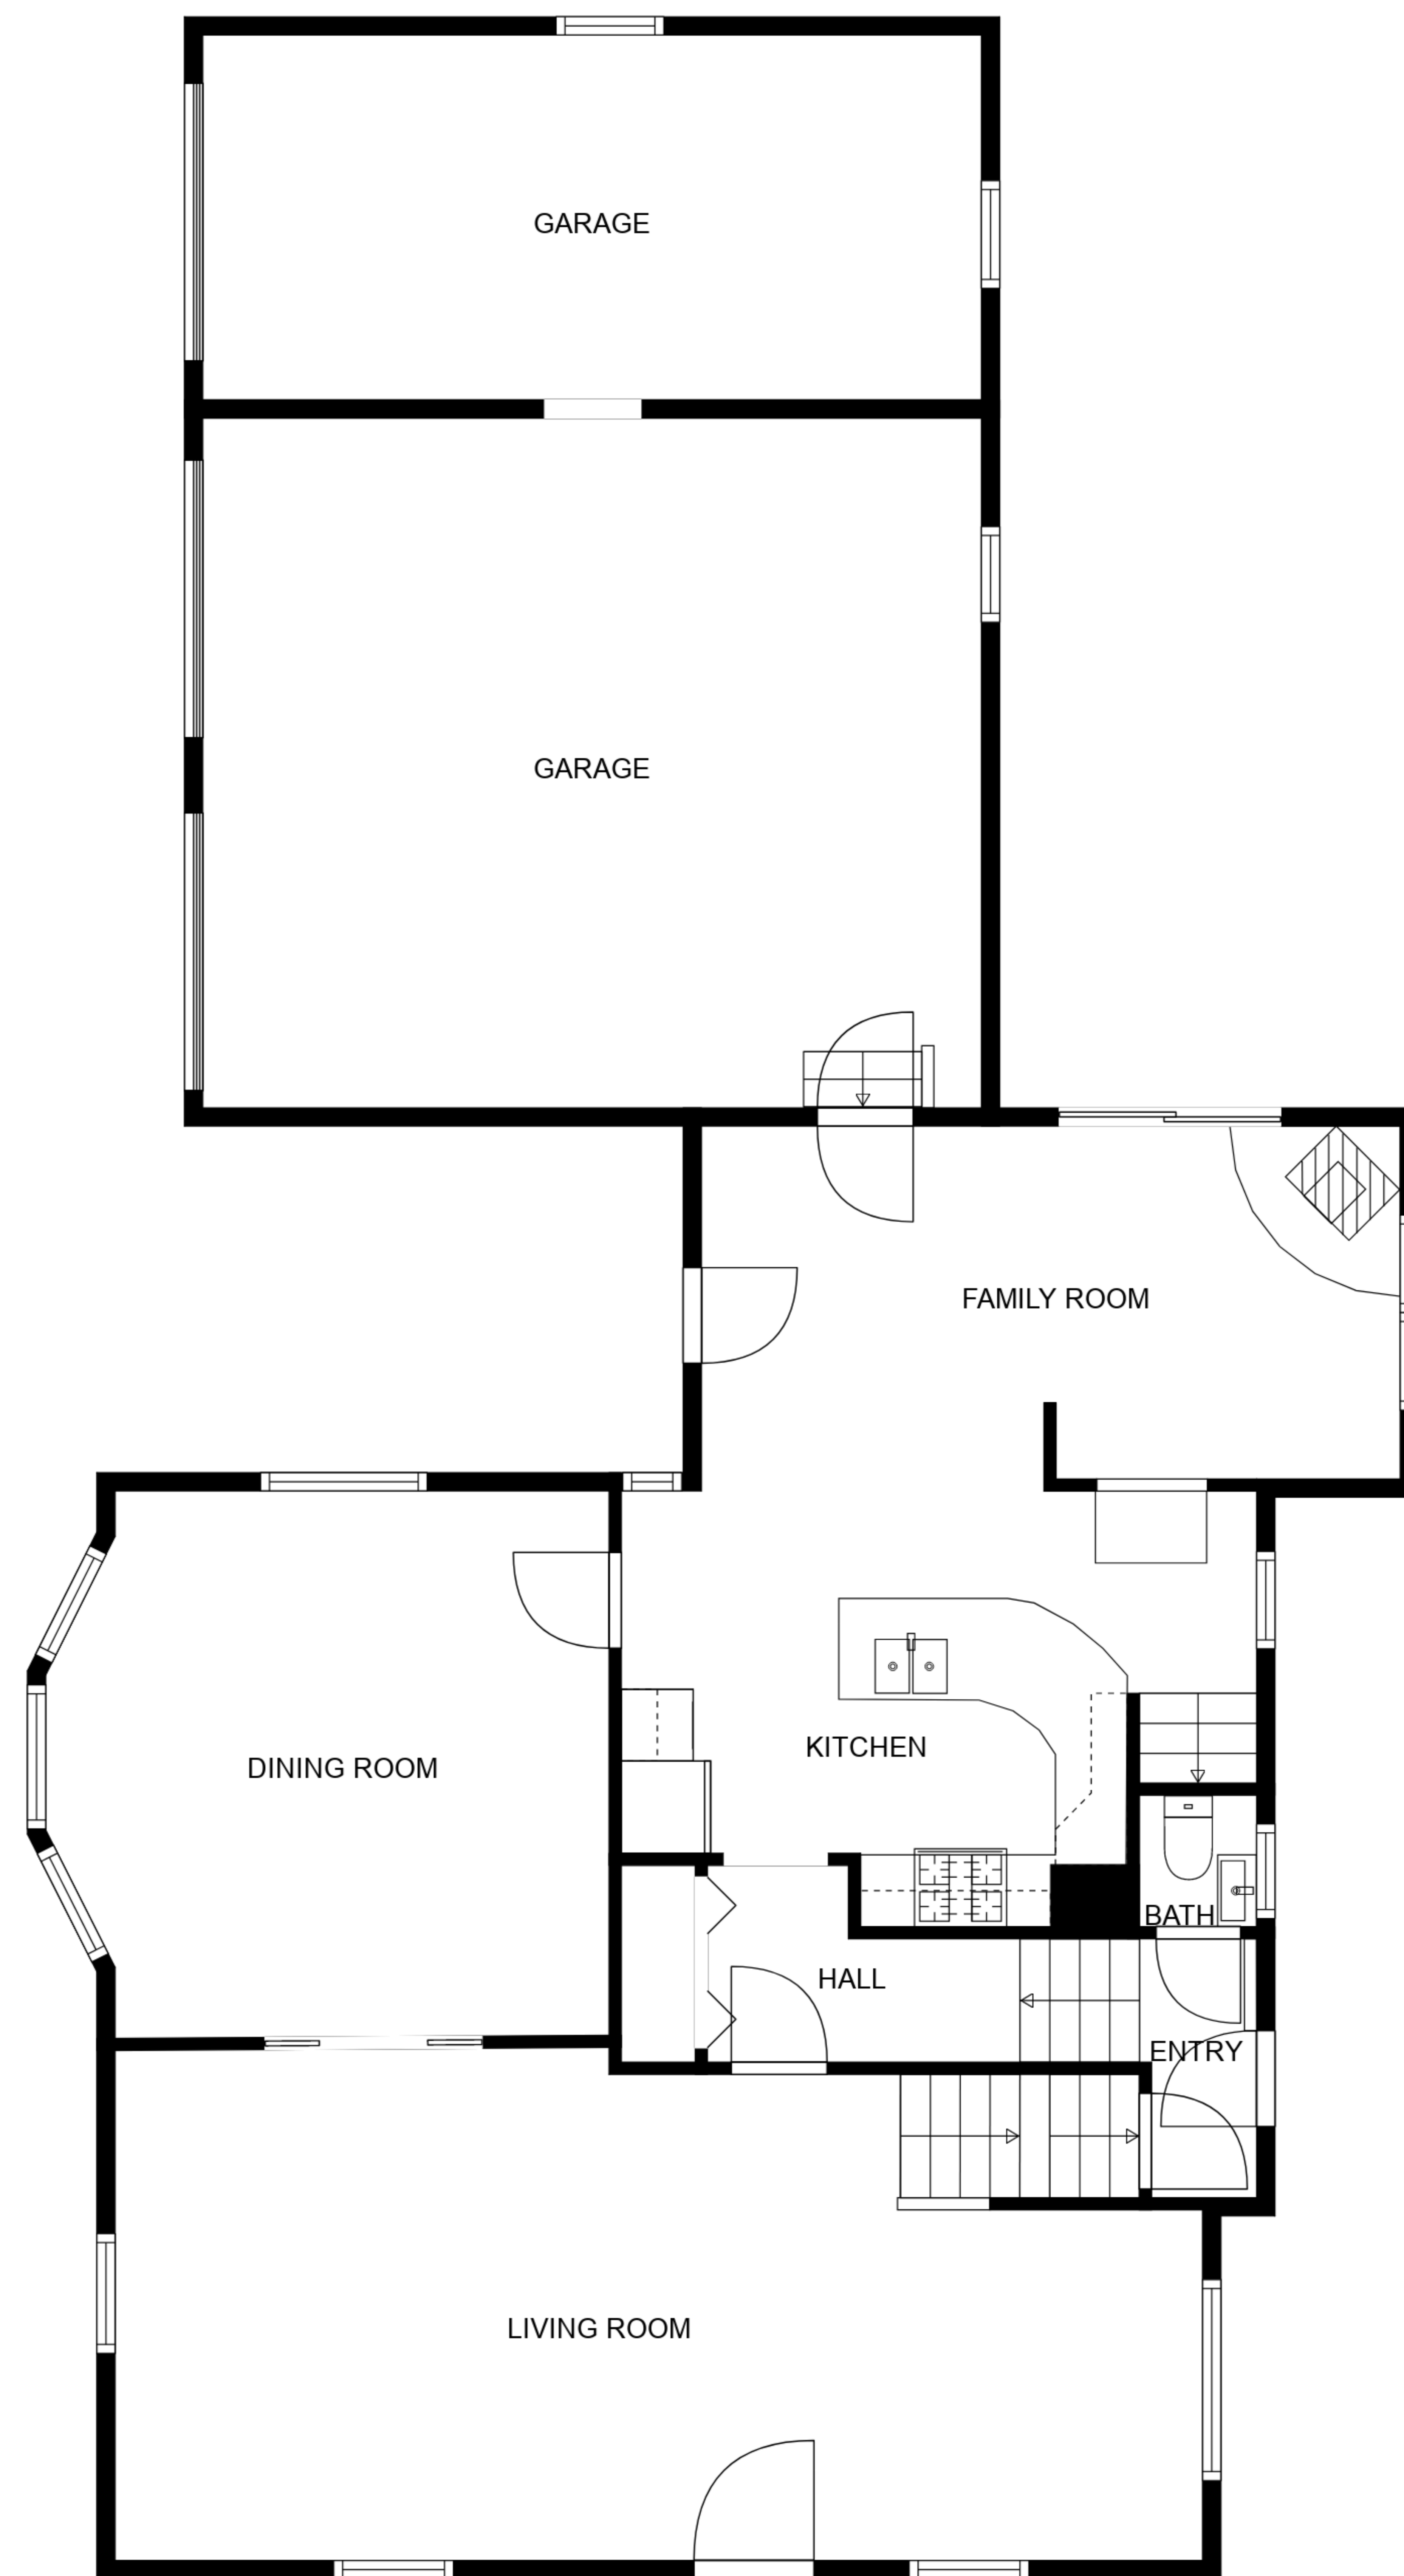 GARAGE
GARAGE
FAMILY ROOM
KITCHEN
DINING ROOM
BATH
HALL
ENTRY
LIVING ROOM